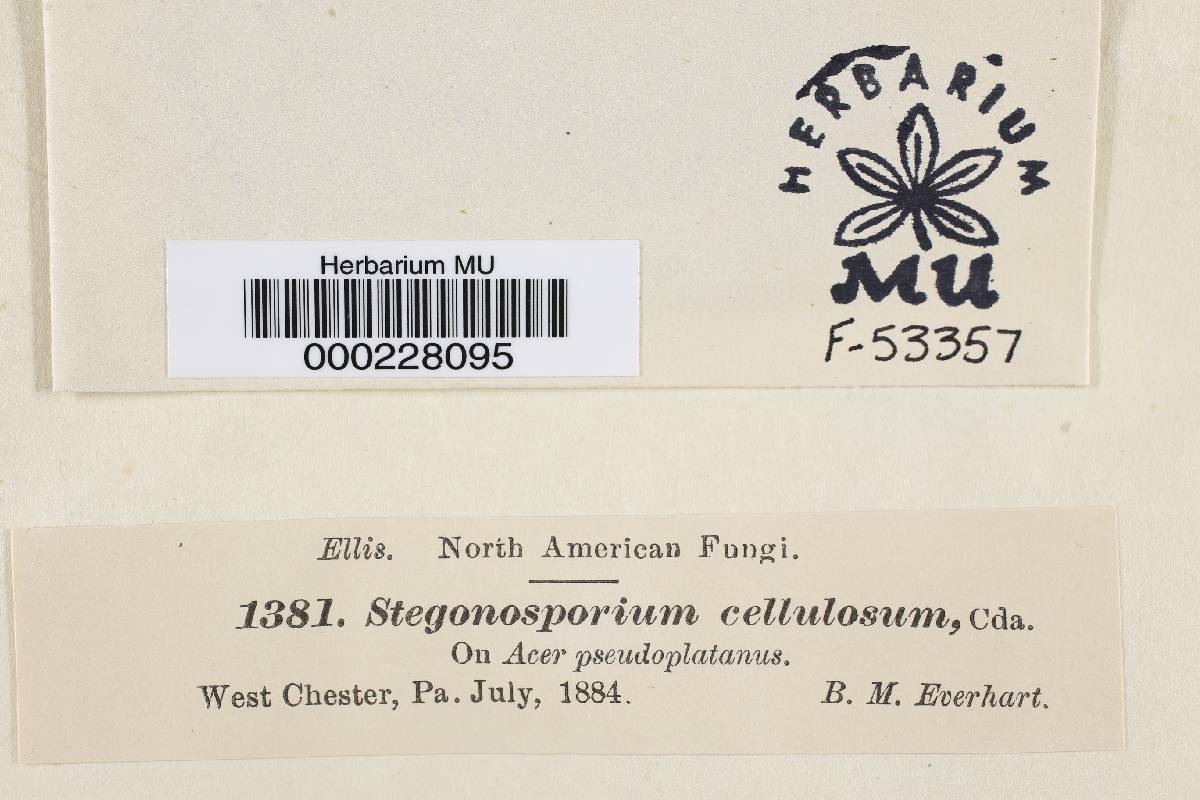 HERBARIUM
MU
F-53357
Herbarium MU
000228095
Ellis. North American Fungi.
1381. Stegonosporium cellulosum, Cda.
On Acer pseudoplatanus.
West Chester, Pa. July, 1884. B. M. Everhart.